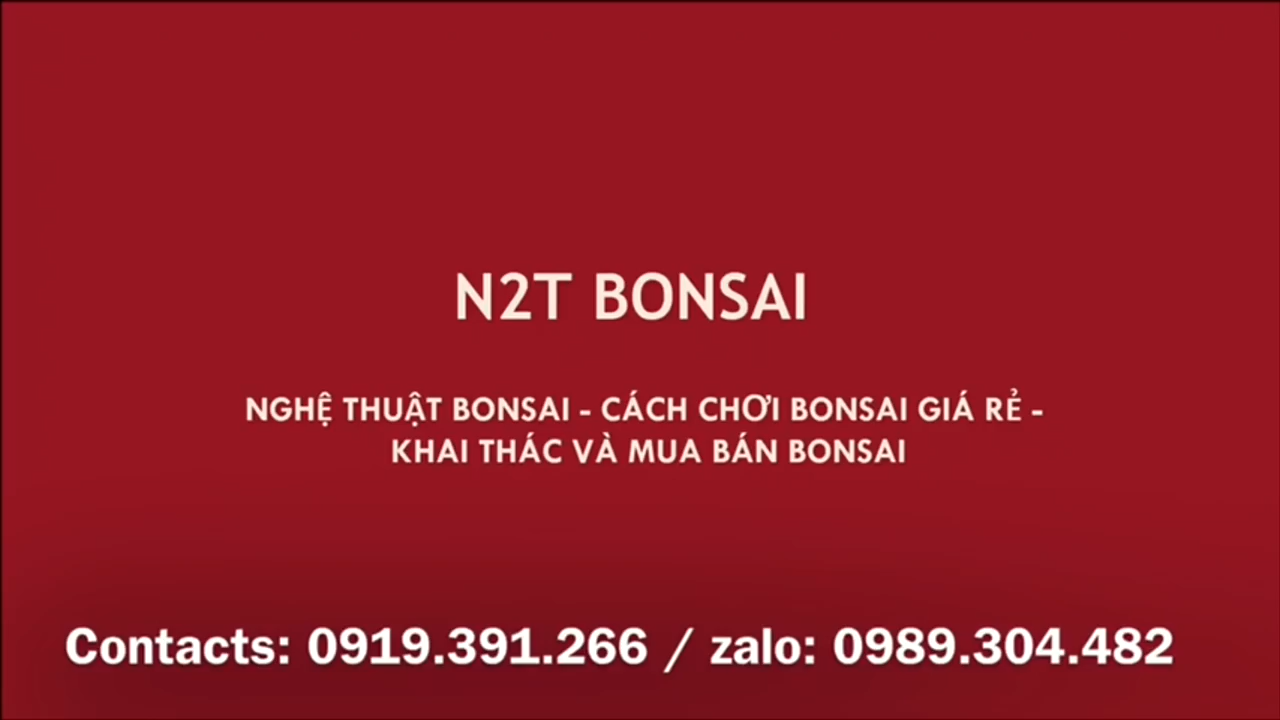 N2T BONSAI
NGHỆ THUẬT BONSAI - CÁCH CHƠI BONSAI GIÁ RẺ -
KHAI THÁC VÀ MUA BÁN BONSAI
Contacts: 0919.391.266 / zalo: 0989.304.482